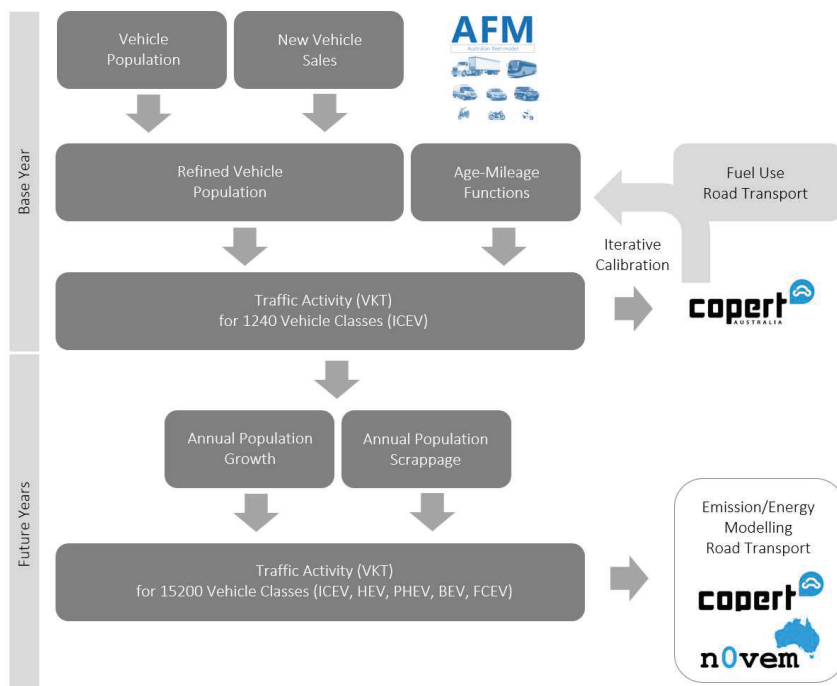 Vehicle
Population
New Vehicle
Sales
AFM
Australian fleet model
Base Year
Refined Vehicle
Population
Age-Mileage
Functions
Fuel Use
Road Transport
Iterative
Calibration
Traffic Activity (VKT)
for 1240 Vehicle Classes (ICEV)
copert
AUSTRALIA
Future Years
Annual Population
Growth
Annual Population
Scrappage
Traffic Activity (VKT)
for 15200 Vehicle Classes (ICEV, HEV, PHEV, BEV, FCEV)
Emission/Energy
Modelling
Road Transport
copert
n0vem